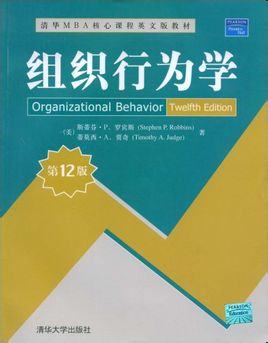 清华MBA核心课程英文版教材
PEARSON
Prentice Hall
组织行为学
Organizational Behavior Twelfth Edition
(美) 斯蒂芬·P. 罗宾斯 (Stephen P. Robbins) 著
蒂莫西·A. 贾奇 (Timothy A. Judge)
第12版
PEARSON
Education
清华大学出版社